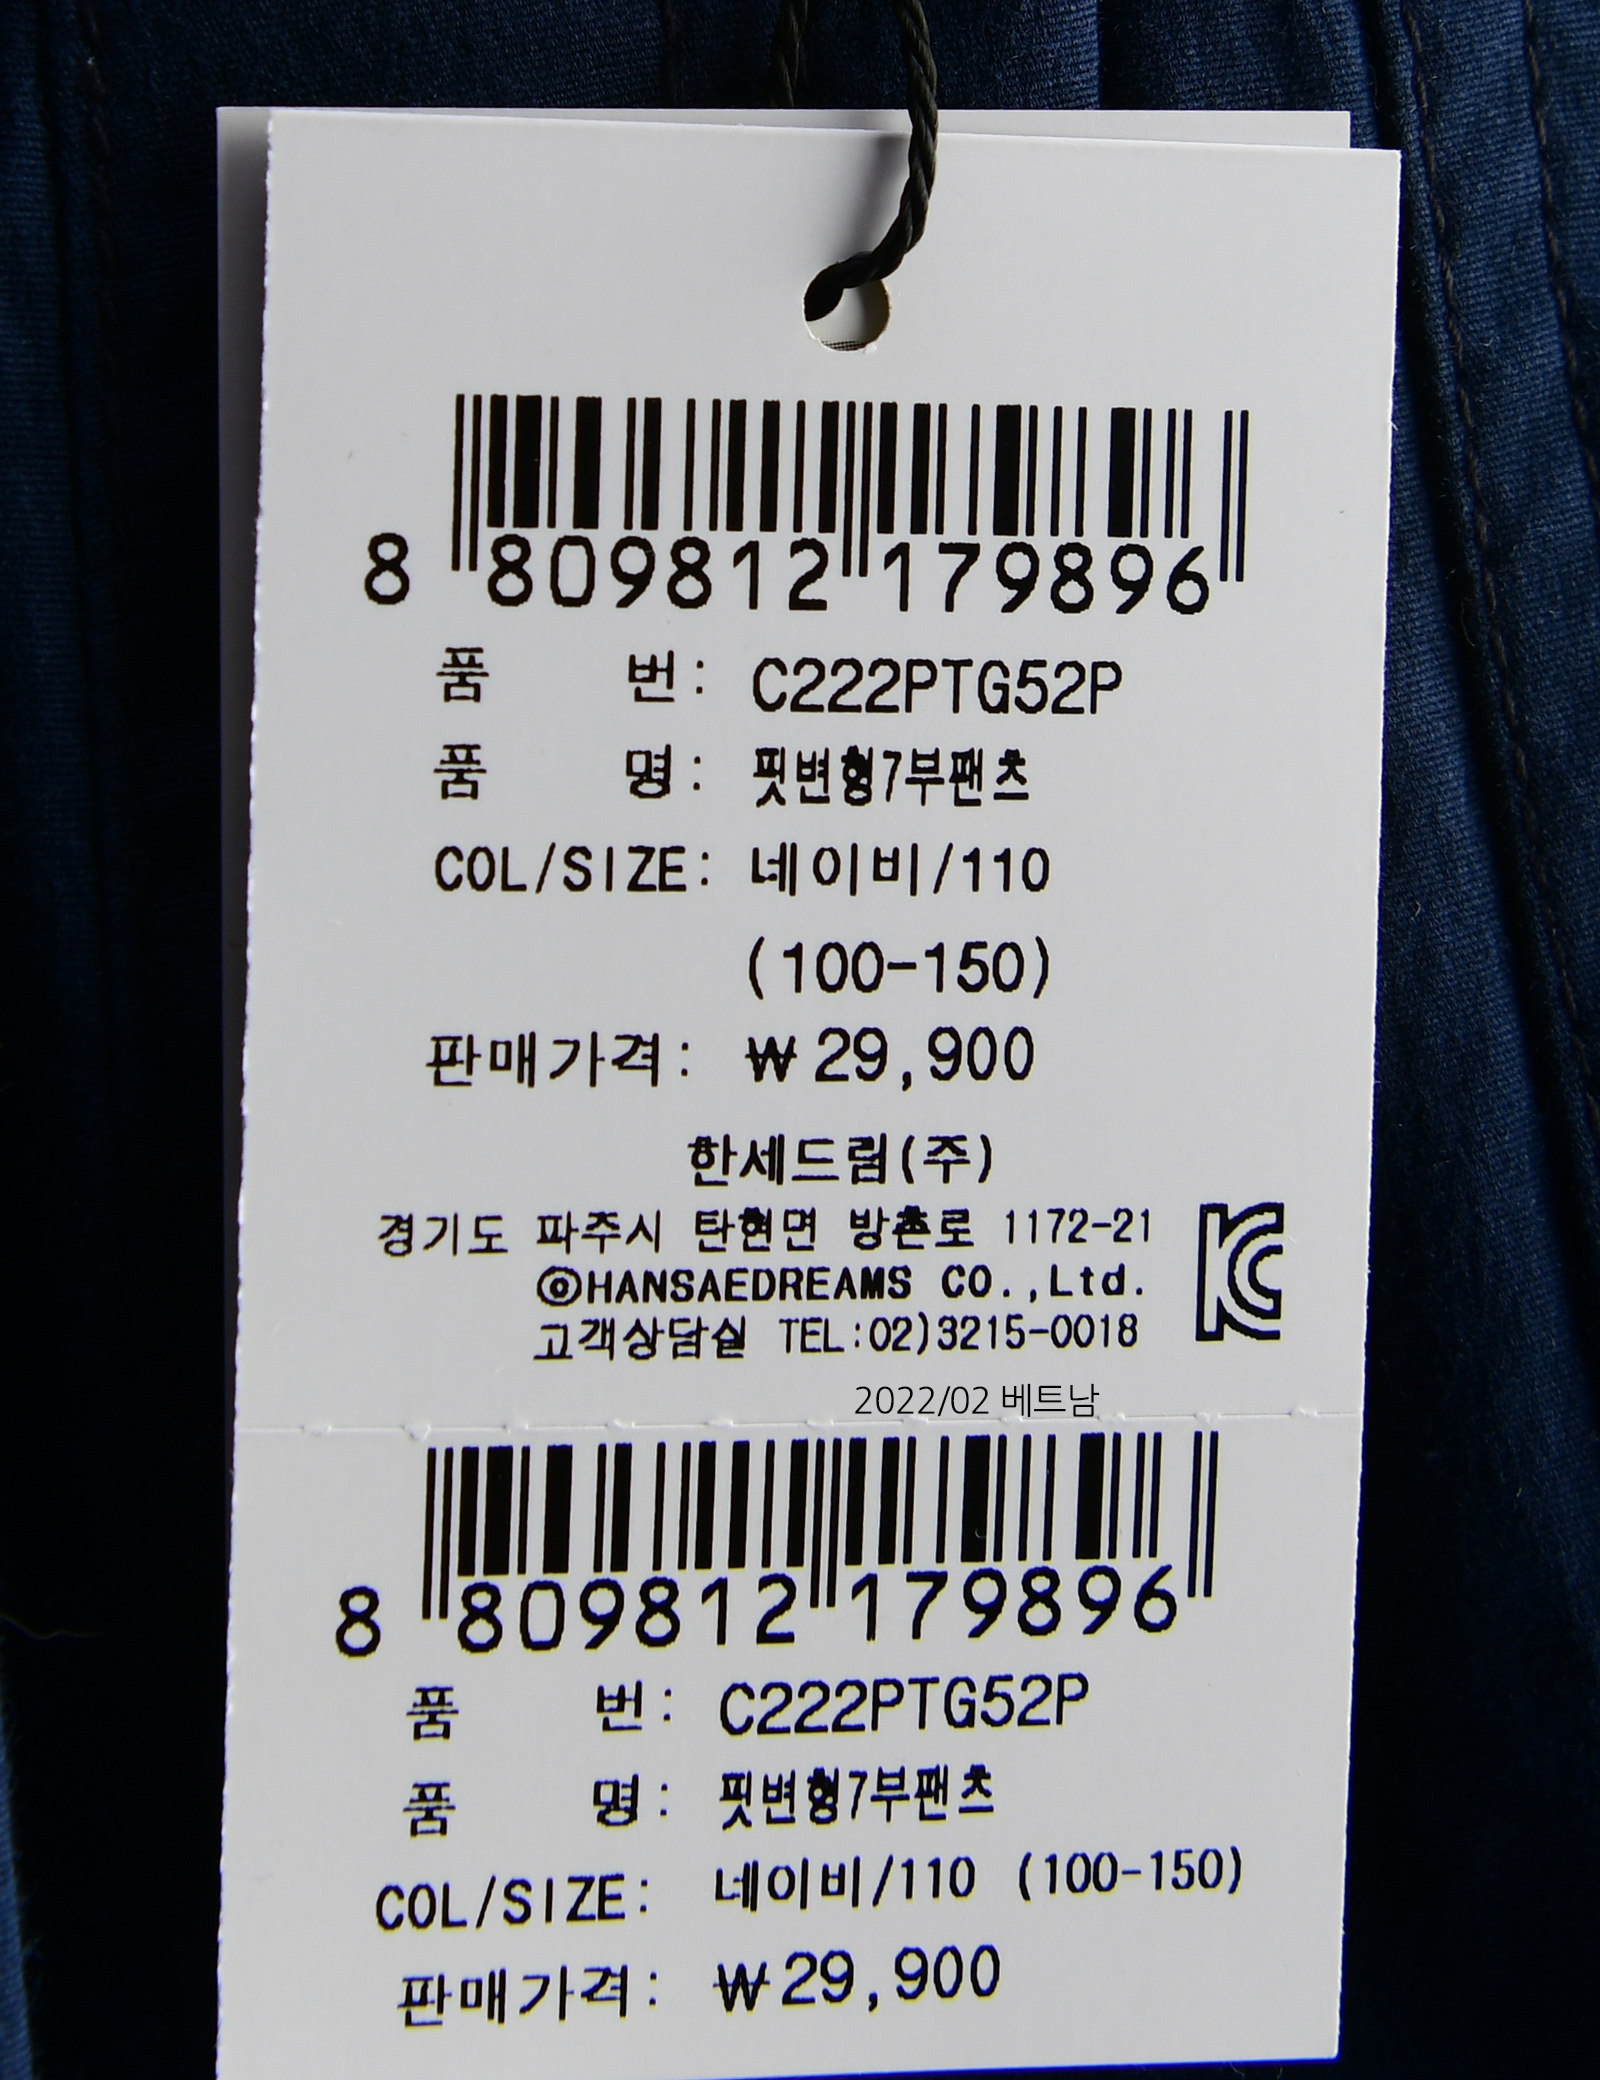 8 809812 179896
품 번: C222PTG52P
품 명: 핏변형7부팬츠
COL/SIZE: 네이비/110
(100-150)
판매가격: ₩29,900
한세드림(주)
경기도 파주시 탄현면 방촌로 1172-21
ⓒHANSAEDREAMS CO.,Ltd.
고객상담실 TEL:02)3215-0018
2022/02 베트남
8 809812 179896
품 번: C222PTG52P
품 명: 핏변형7부팬츠
COL/SIZE: 네이비/110 (100-150)
판매가격: ₩29,900